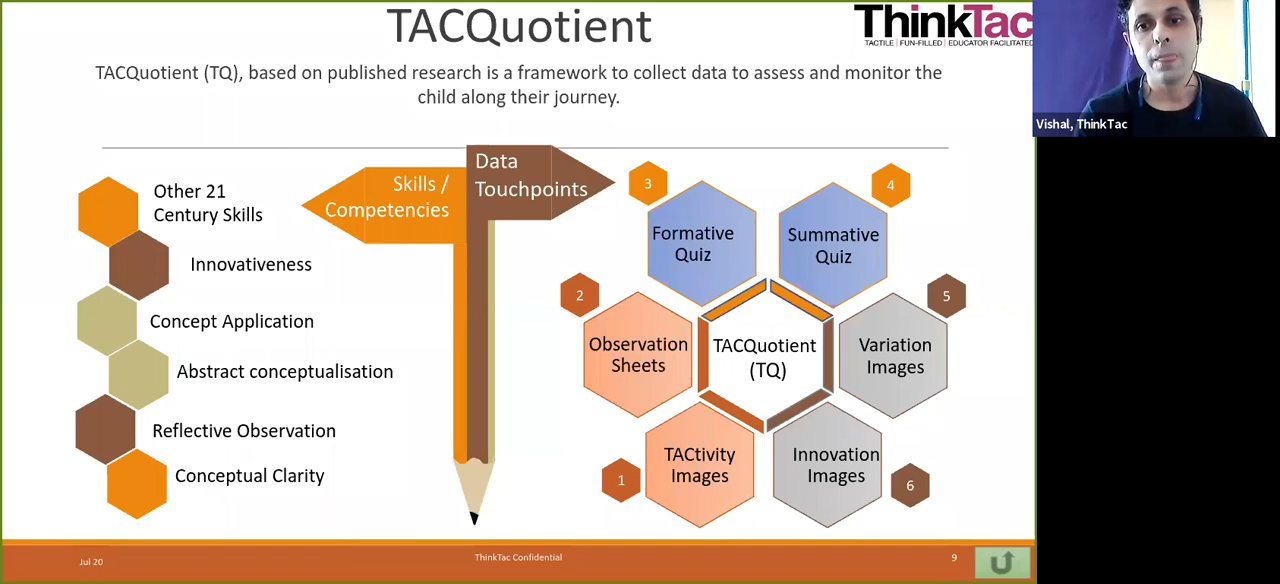 TACQuotient
ThinkTac
TACTILE | FUN-FILLED | EDUCATOR FACILITATED
TACQuotient (TQ), based on published research is a framework to collect data to assess and monitor the
child along their journey.
Vishal, ThinkTac
Skills /
Competencies
Data
Touchpoints
Other 21
Century Skills
Innovativeness
Concept Application
Abstract conceptualisation
Reflective Observation
Conceptual Clarity
3
Formative
Quiz
4
Summative
Quiz
2
Observation
Sheets
TACQuotient
(TQ)
5
Variation
Images
1
TACtivity
Images
Innovation
Images
6
Jul 20
ThinkTac Confidential
9